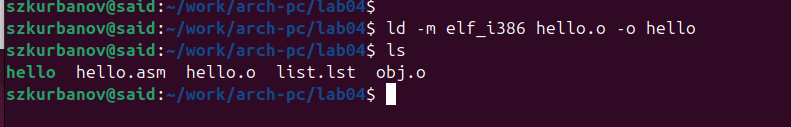 szkurbanov@said:~/work/arch-pc/lab04$
szkurbanov@said:~/work/arch-pc/lab04$ ld -m elf_i386 hello.o -o hello
szkurbanov@said:~/work/arch-pc/lab04$ ls
hello  hello.asm  hello.o  list.lst  obj.o
szkurbanov@said:~/work/arch-pc/lab04$